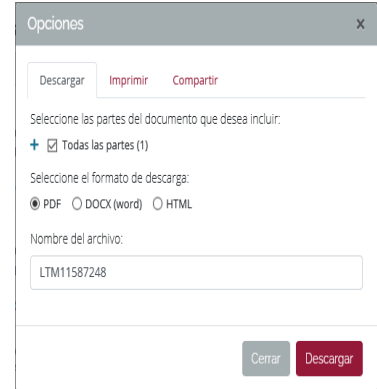 Opciones x
Descargar Imprimir Compartir
Seleccione las partes del documento que desea incluir:
+ Todas las partes (1)
Seleccione el formato de descarga:
PDF DOCX (word) HTML
Nombre del archivo:
LTM11587248
Cerrar Descargar